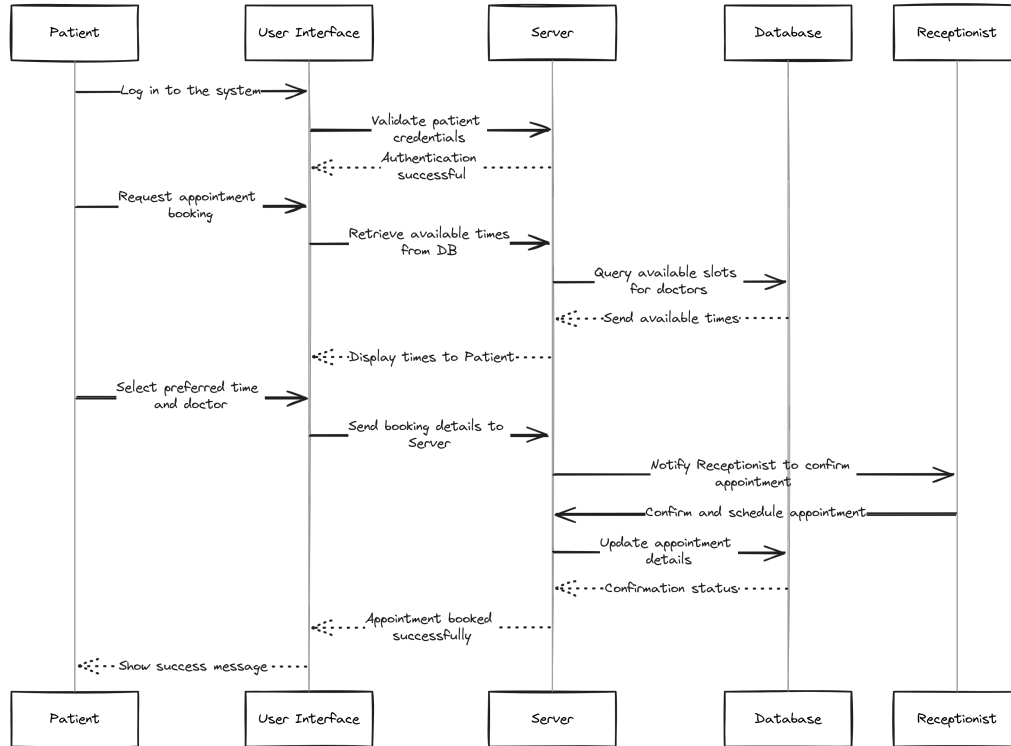 Patient
User Interface
Server
Database
Receptionist
Log in to the system
Validate patient
credentials
Authentication
successful
Request appointment
booking
Retrieve available times
from DB
Query available slots
for doctors
Send available times
Display times to Patient
Select preferred time
and doctor
Send booking details to
Server
Notify Receptionist to confirm
appointment
Confirm and schedule appointment
Update appointment
details
Confirmation status
Appointment booked
successfully
Show success message
Patient
User Interface
Server
Database
Receptionist